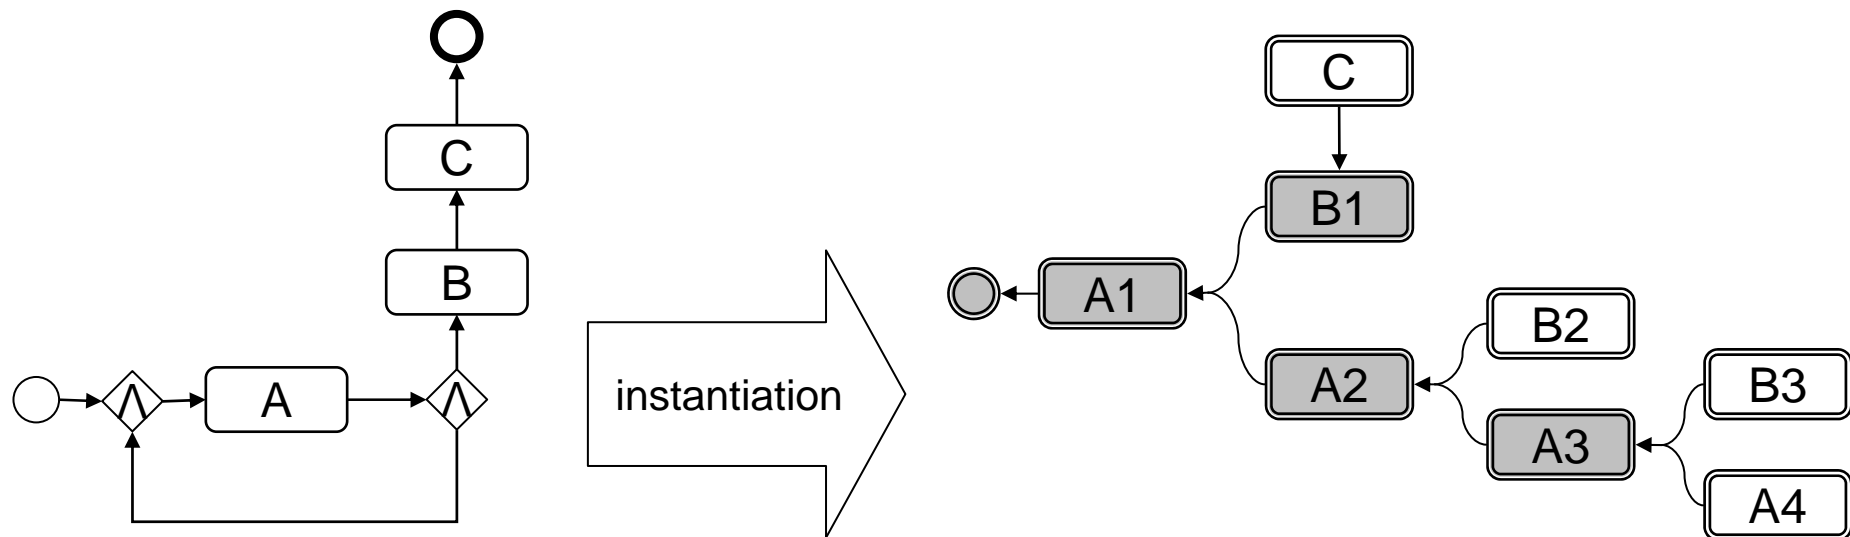 C
B
Λ
A
Λ
instantiation
C
B1
A1
B2
A2
B3
A3
A4